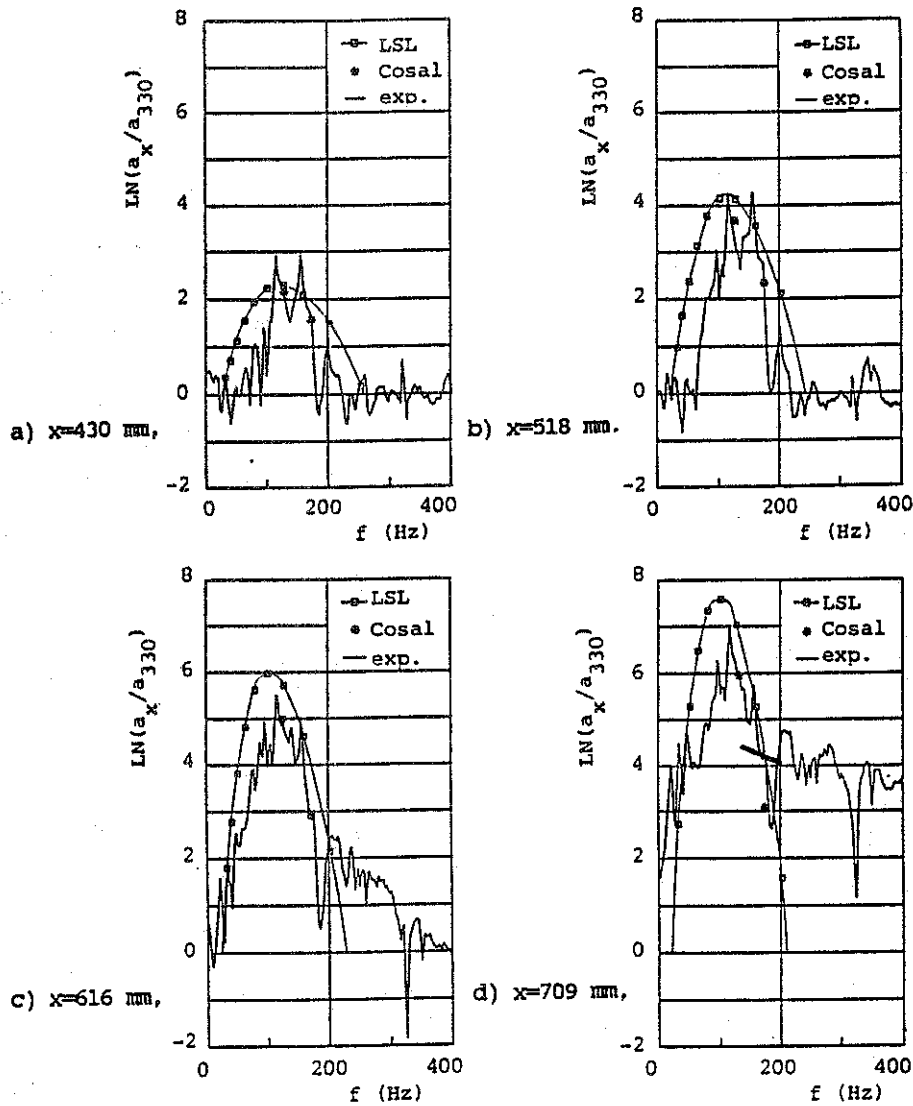 8
6
4
2
0
-2
LN(a_x/a_330)
LSL
Cosal
exp.
0 200 400
f (Hz)
a) x=430 mm,
8
6
4
2
0
-2
LN(a_x/a_330)
LSL
Cosal
exp.
0 200 400
f (Hz)
b) x=518 mm.
8
6
4
2
0
-2
LN(a_x/a_330)
LSL
Cosal
exp.
0 200 400
f (Hz)
c) x=616 mm,
8
6
4
2
0
-2
LN(a_x/a_330)
LSL
Cosal
exp.
0 200 400
f (Hz)
d) x=709 mm,